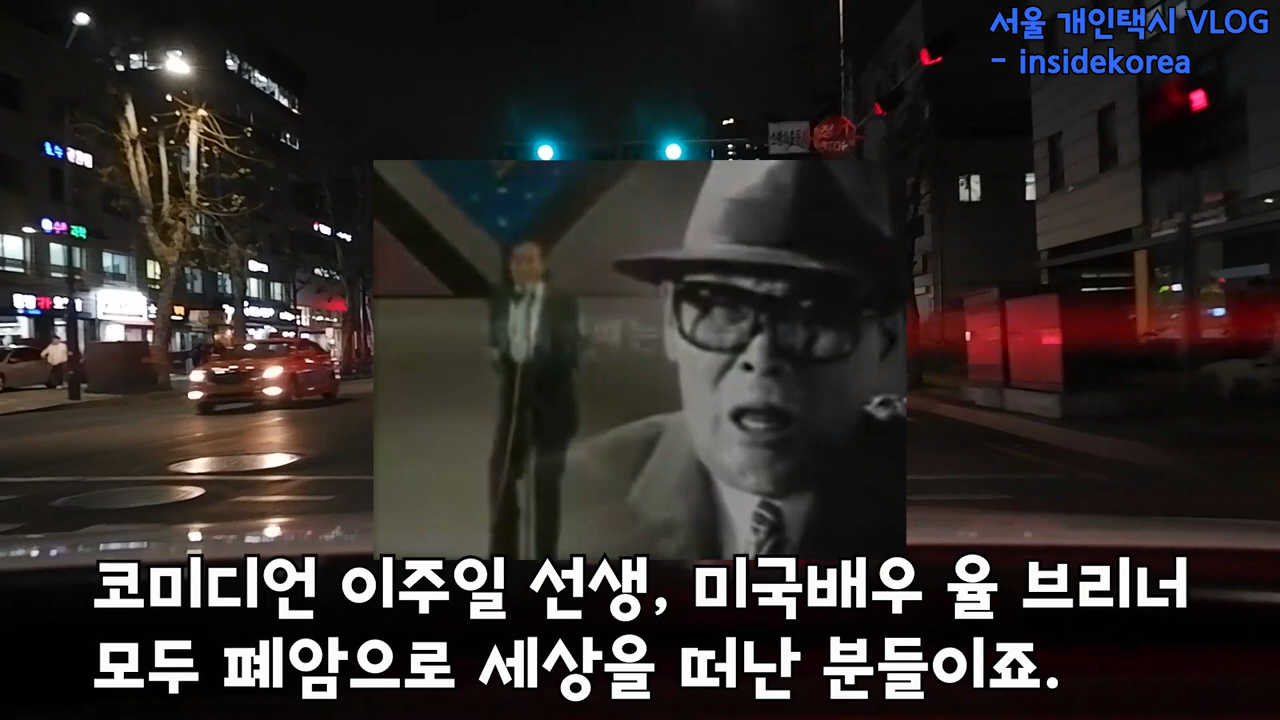 서울 개인택시 VLOG
- insidekorea
STOP
코미디언 이주일 선생, 미국배우 율 브리너
모두 폐암으로 세상을 떠난 분들이죠.